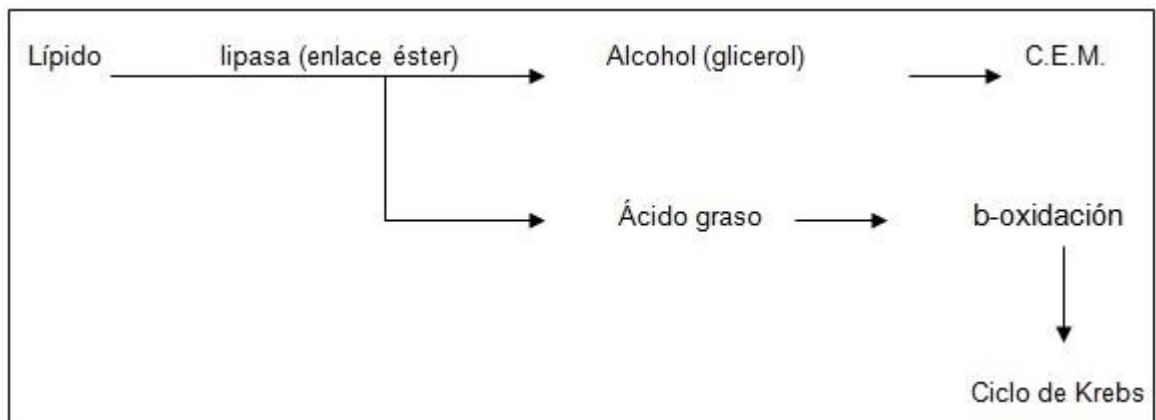 Lípido lipasa (enlace éster) Alcohol (glicerol) C.E.M.
Ácido graso b-oxidación
Ciclo de Krebs